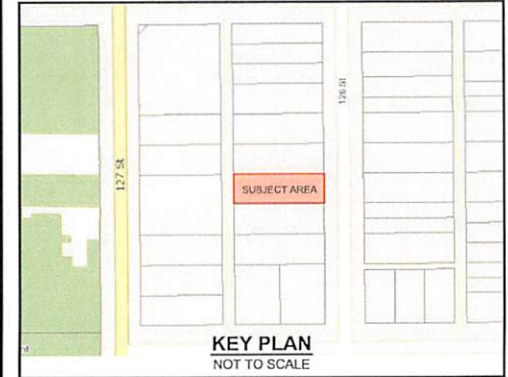 127 St
126 St
SUBJECT AREA
KEY PLAN
NOT TO SCALE